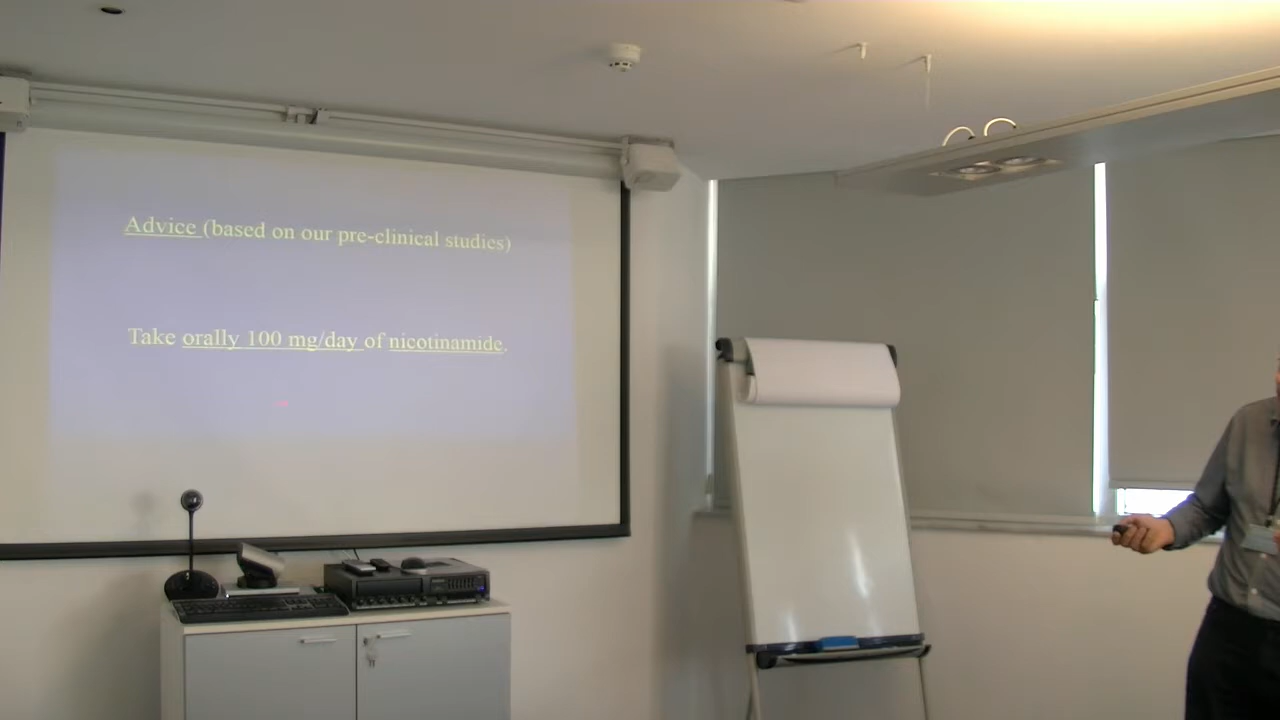 Advice (based on our pre-clinical studies)
Take orally 100 mg/day of nicotinamide.